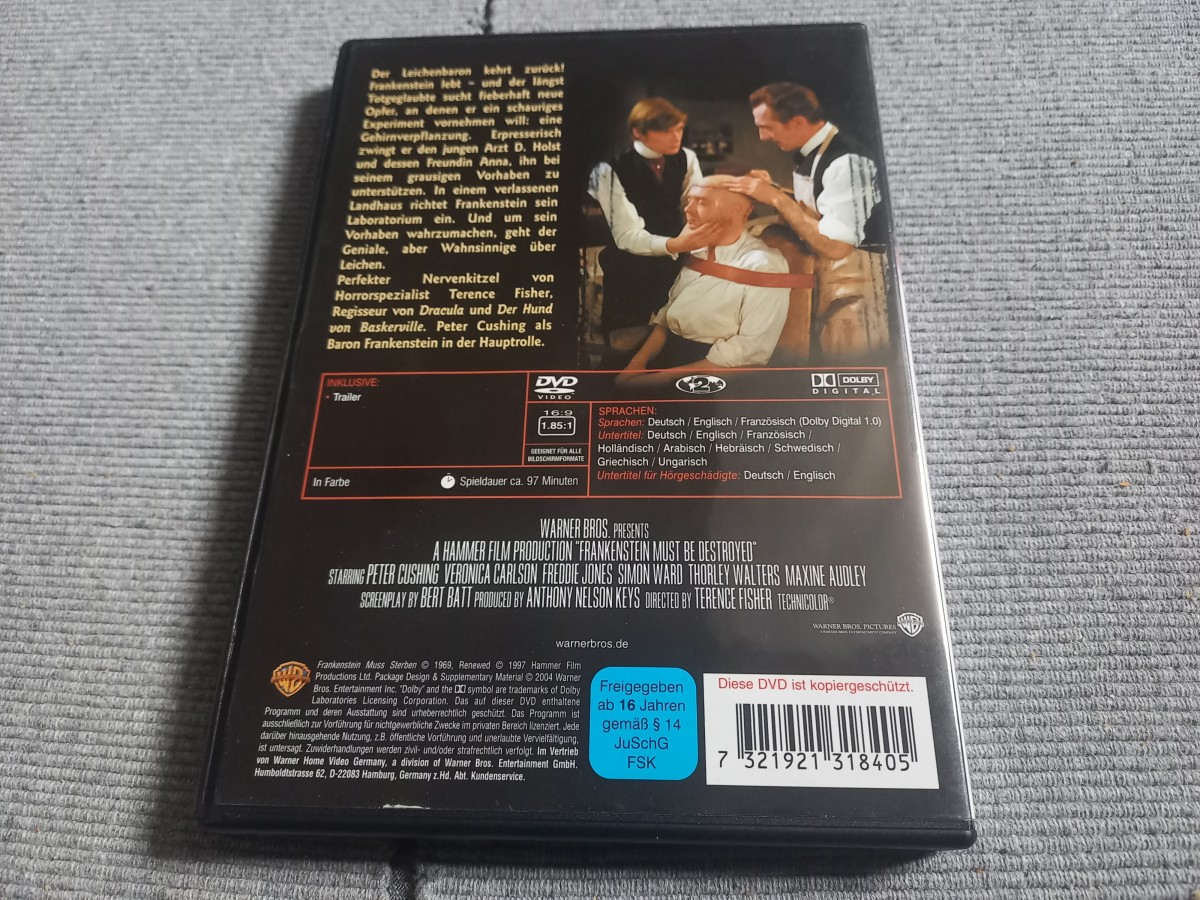 Der Leichenbaron kehrt zurück!
Frankenstein lebt – und der längst
Totgeglaubte sucht fieberhaft neue
Opfer, an denen er ein schauriges
Experiment vornehmen will: eine
Gehirnverpflanzung. Erpresserisch
zwingt er den jungen Arzt D. Holst
und dessen Freundin Anna, ihn bei
seinem grausigen Vorhaben zu
unterstützen. In einem verlassenen
Landhaus richtet Frankenstein sein
Laboratorium ein. Und um sein
Vorhaben wahrzumachen, geht der
Geniale, aber Wahnsinnige über
Leichen.
Perfekter Nervenkitzel von
Horrorspezialist Terence Fisher,
Regisseur von Dracula und Der Hund
von Baskerville. Peter Cushing als
Baron Frankenstein in der Hauptrolle.
INKLUSIVE:
• Trailer
In Farbe
Spieldauer ca. 97 Minuten
DVD
VIDEO
16:9
1.85:1
GEEIGNET FÜR ALLE
BILDSCHIRMFORMATE
2
DOLBY
DIGITAL
SPRACHEN:
Sprachen: Deutsch / Englisch / Französisch (Dolby Digital 1.0)
Untertitel: Deutsch / Englisch / Französisch /
Holländisch / Arabisch / Hebräisch / Schwedisch /
Griechisch / Ungarisch
Untertitel für Hörgeschädigte: Deutsch / Englisch
WARNER BROS. PRESENTS
A HAMMER FILM PRODUCTION "FRANKENSTEIN MUST BE DESTROYED"
STARRING PETER CUSHING VERONICA CARLSON FREDDIE JONES SIMON WARD THORLEY WALTERS MAXINE AUDLEY
SCREENPLAY BY BERT BATT PRODUCED BY ANTHONY NELSON KEYS DIRECTED BY TERENCE FISHER TECHNICOLOR®
WARNER BROS. PICTURES
A WARNER BROS. ENTERTAINMENT COMPANY
warnerbros.de
Frankenstein Muss Sterben © 1969, Renewed © 1997 Hammer Film
Productions Ltd. Package Design & Supplementary Material © 2004 Warner
Bros. Entertainment Inc. "Dolby" and the DD symbol are trademarks of Dolby
Laboratories Licensing Corporation. Das auf dieser DVD enthaltene
Programm und deren Ausstattung sind urheberrechtlich geschützt. Das Programm ist
ausschließlich zur Vorführung für nichtgewerbliche Zwecke im privaten Bereich lizenziert. Jede
darüber hinausgehende Nutzung, z.B. öffentliche Vorführung und unerlaubte Vervielfältigung,
ist untersagt. Zuwiderhandlungen werden zivil- und/oder strafrechtlich verfolgt. Im Vertrieb
von Warner Home Video Germany, a division of Warner Bros. Entertainment GmbH.
Humboldtstrasse 62, D-22083 Hamburg, Germany z.Hd. Abt. Kundenservice.
Freigegeben
ab 16 Jahren
gemäß § 14
JuSchG
FSK
Diese DVD ist kopiergeschützt.
7 321921 318405